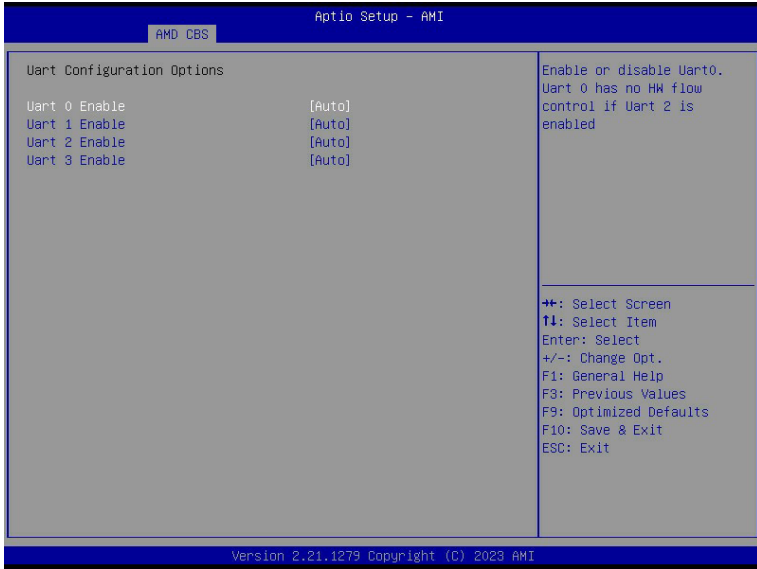 Aptio Setup - AMI
AMD CBS
Uart Configuration Options
Uart 0 Enable [Auto]
Uart 1 Enable [Auto]
Uart 2 Enable [Auto]
Uart 3 Enable [Auto]
Enable or disable Uart0.
Uart 0 has no HW flow
control if Uart 2 is
enabled
→←: Select Screen
↑↓: Select Item
Enter: Select
+/-: Change Opt.
F1: General Help
F3: Previous Values
F9: Optimized Defaults
F10: Save & Exit
ESC: Exit
Version 2.21.1279 Copyright (C) 2023 AMI